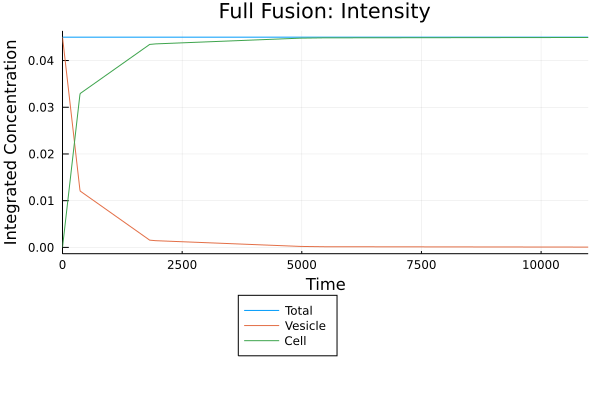 Full Fusion: Intensity
Integrated Concentration
0.04
0.03
0.02
0.01
0.00
0 2500 5000 7500 10000
Time
Total
Vesicle
Cell